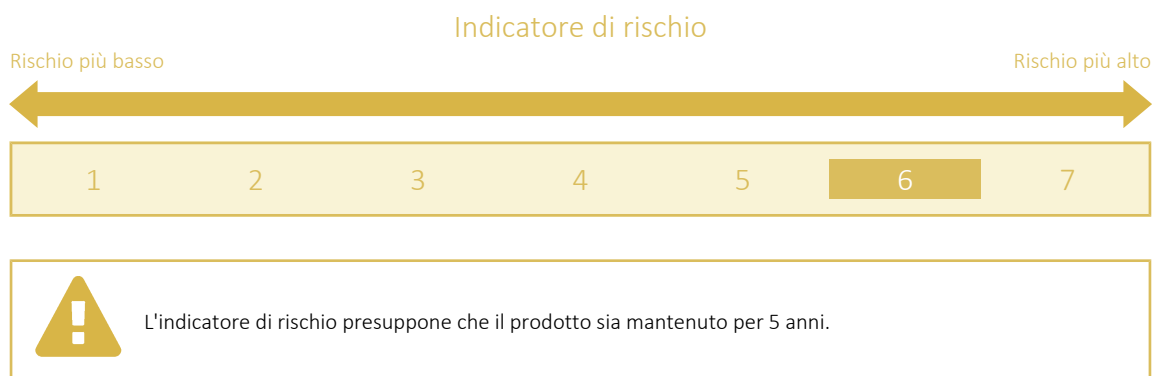 Indicatore di rischio
Rischio più basso Rischio più alto
1 2 3 4 5 6 7
L'indicatore di rischio presuppone che il prodotto sia mantenuto per 5 anni.